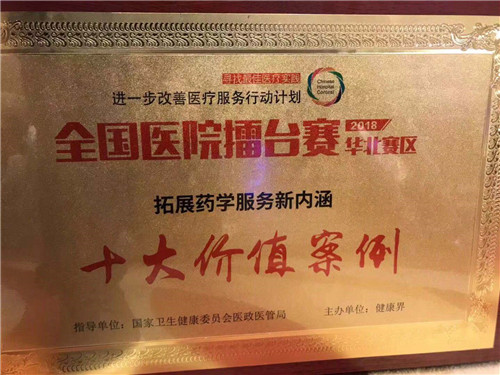 寻找最佳医疗实践
进一步改善医疗服务行动计划
Chinese
Hospital
Contest
全国医院擂台赛
2018
华北赛区
拓展药学服务新内涵
十大价值案例
指导单位：国家卫生健康委员会医政医管局
主办单位：健康界